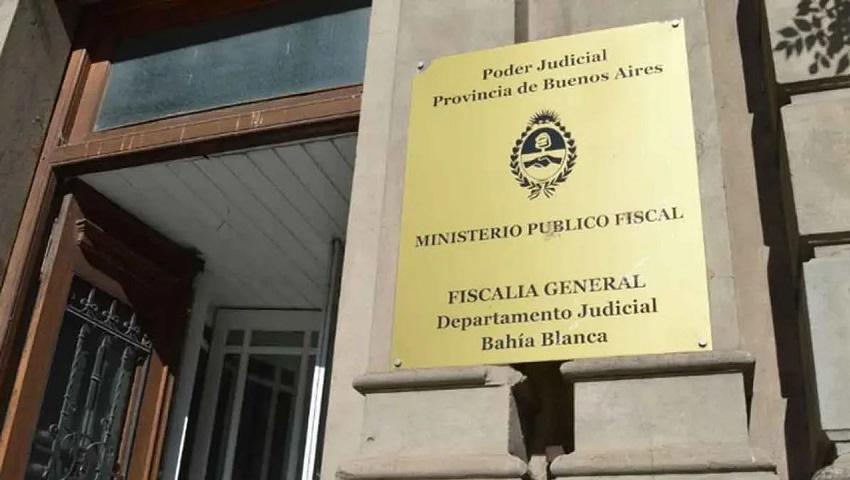 Poder Judicial
Provincia de Buenos Aires
MINISTERIO PUBLICO FISCAL
FISCALIA GENERAL
Departamento Judicial
Bahía Blanca